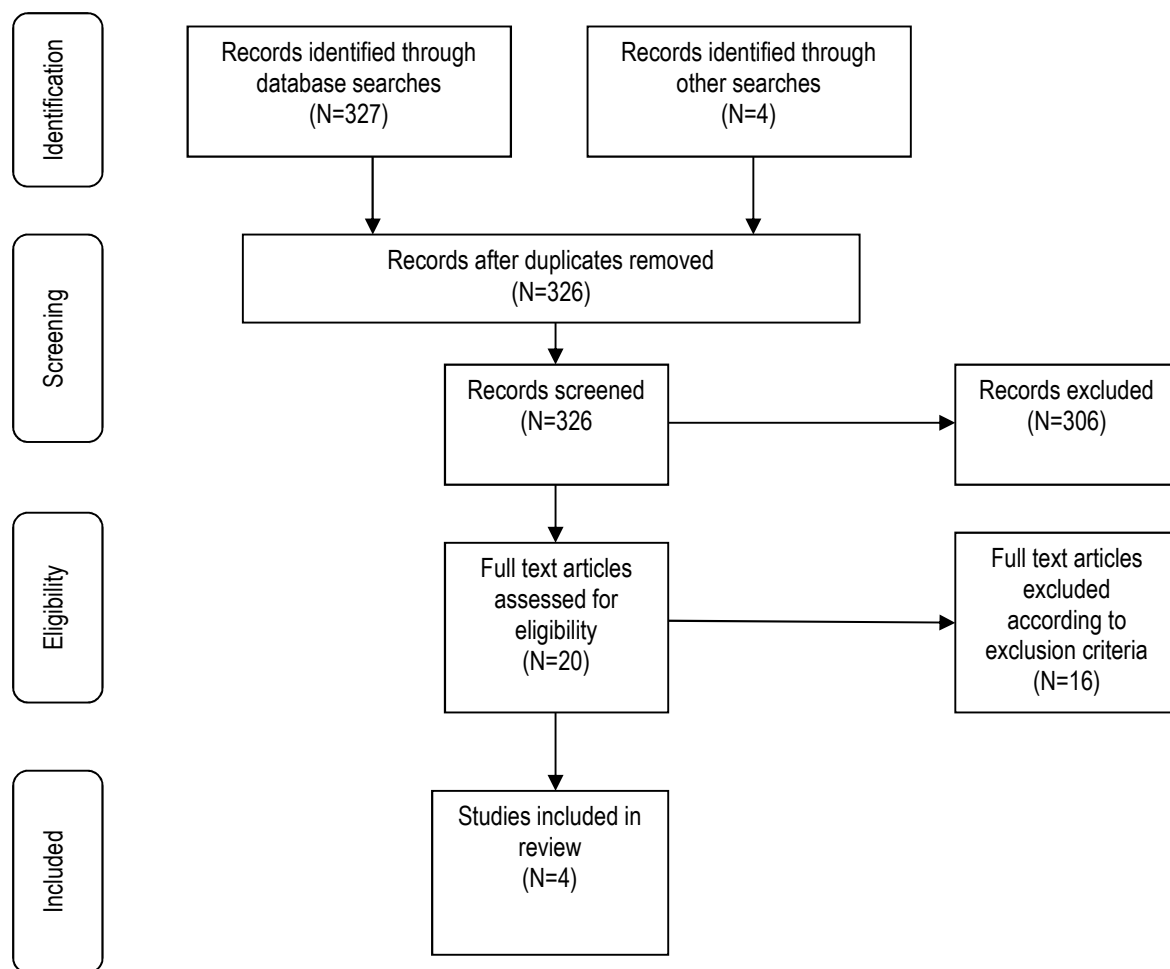 Identification
Records identified through
database searches
(N=327)
Records identified through
other searches
(N=4)
Screening
Records after duplicates removed
(N=326)
Records screened
(N=326
Records excluded
(N=306)
Eligibility
Full text articles
assessed for
eligibility
(N=20)
Full text articles
excluded
according to
exclusion criteria
(N=16)
Included
Studies included in
review
(N=4)